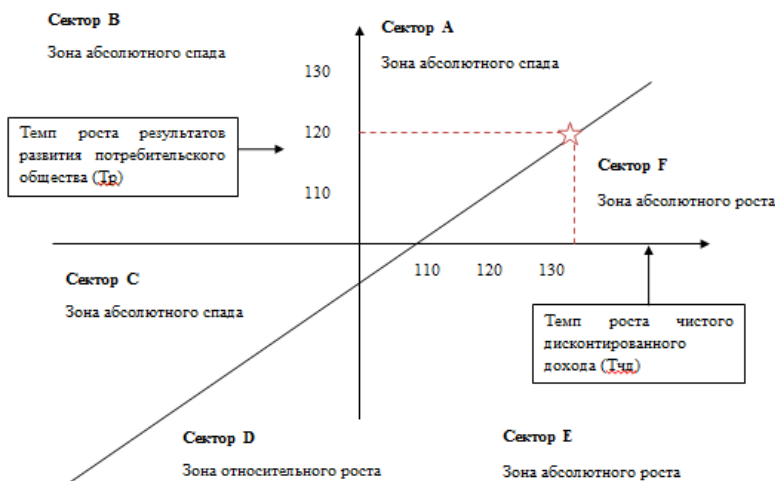 Сектор B
Зона абсолютного спада
Сектор A
Зона абсолютного спада
130
120
110
Темп роста результатов
развития потребительского
общества (Тр)
Сектор F
Зона абсолютного роста
110 120 130
Сектор C
Зона абсолютного спада
Темп роста чистого
дисконтированного
дохода (Тчд)
Сектор D
Зона относительного роста
Сектор E
Зона абсолютного роста